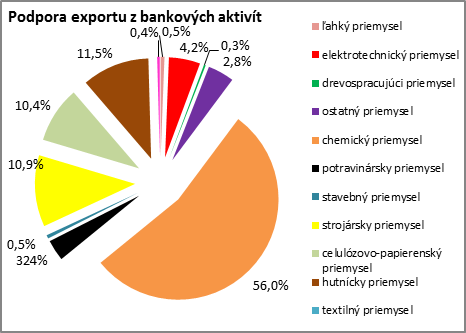 Podpora exportu z bankových aktivít
0,4%
0,5%
4,2%
0,3%
2,8%
11,5%
10,4%
10,9%
0,5%
324%
56,0%
ľahký priemysel
elektrotechnický priemysel
drevospracujúci priemysel
ostatný priemysel
chemický priemysel
potravinársky priemysel
stavebný priemysel
strojársky priemysel
celulózovo-papierenský
priemysel
hutnícky priemysel
textilný priemysel